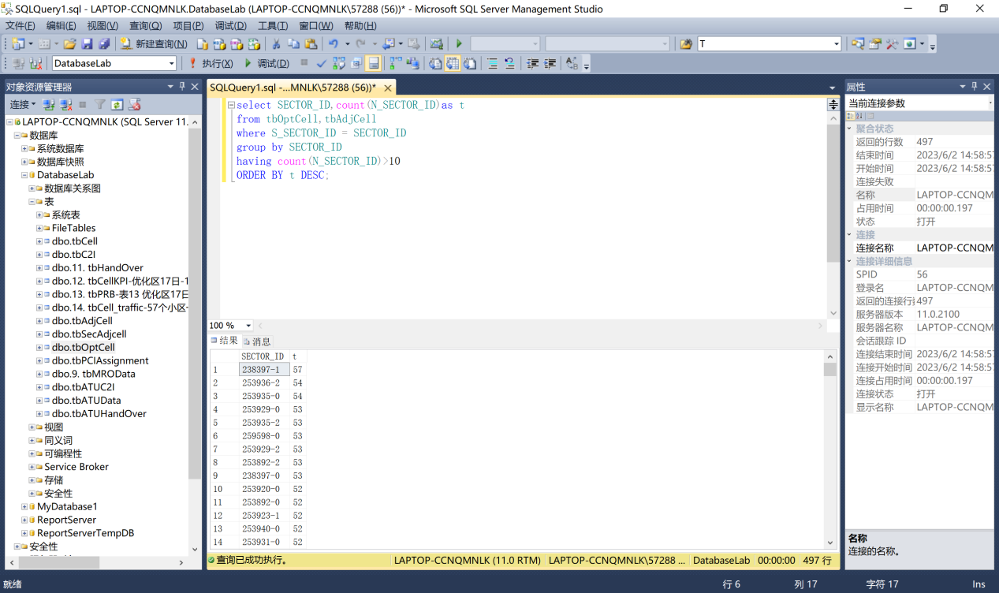 SQLQuery1.sql - LAPTOP-CCNQMNLK.DatabaseLab (LAPTOP-CCNQMNLK\57288 (56))* - Microsoft SQL Server Management Studio
文件(F) 编辑(E) 视图(V) 查询(Q) 项目(P) 调试(D) 工具(T) 窗口(W) 帮助(H)
新建查询(N) T
DatabaseLab 执行(X) 调试(D)
对象资源管理器
连接
LAPTOP-CCNQMNLK (SQL Server 11.
数据库
系统数据库
数据库快照
DatabaseLab
数据库关系图
表
系统表
FileTables
dbo.tbCell
dbo.tbC2I
dbo.11. tbHandOver
dbo.12. tbCellKPI-优化区17日-1
dbo.13. tbPRB-表13 优化区17日
dbo.14. tbCell_traffic-57个小区-
dbo.tbAdjCell
dbo.tbSecAdjcell
dbo.tbOptCell
dbo.tbPCIAssignment
dbo.9. tbMROData
dbo.tbATUC2I
dbo.tbATUData
dbo.tbATUHandOver
视图
同义词
可编程性
Service Broker
存储
安全性
MyDatabase1
ReportServer
ReportServerTempDB
安全性
SQLQuery1.sql -...MNLK\57288 (56))*
select SECTOR_ID,count(N_SECTOR_ID)as t
from tbOptCell,tbAdjCell
where S_SECTOR_ID = SECTOR_ID
group by SECTOR_ID
having count(N_SECTOR_ID)>10
ORDER BY t DESC;
100 %
结果 消息
SECTOR_ID t
1 238397-1 57
2 253936-2 54
3 253935-0 54
4 253929-0 53
5 253935-2 53
6 259598-0 53
7 253929-2 53
8 253892-2 53
9 238397-0 53
10 253920-0 52
11 253892-0 52
12 253923-1 52
13 253940-0 52
14 253931-0 52
查询已成功执行。 LAPTOP-CCNQMNLK (11.0 RTM) LAPTOP-CCNQMNLK\57288 ... DatabaseLab 00:00:00 497 行
属性
当前连接参数
聚合状态
返回的行数 497
结束时间 2023/6/2 14:58:57
开始时间 2023/6/2 14:58:57
连接失败
名称 LAPTOP-CCNQM
占用时间 00:00:00.197
状态 打开
连接
连接名称 LAPTOP-CCNQM
连接详细信息
SPID 56
登录名 LAPTOP-CCNQM
返回的连接行 497
服务器版本 11.0.2100
服务器名称 LAPTOP-CCNQM
会话跟踪 ID
连接结束时间 2023/6/2 14:58:57
连接开始时间 2023/6/2 14:58:57
连接占用时间 00:00:00.197
连接状态 打开
显示名称 LAPTOP-CCNQM
名称
连接的名称。
就绪 行 6 列 17 字符 17 Ins